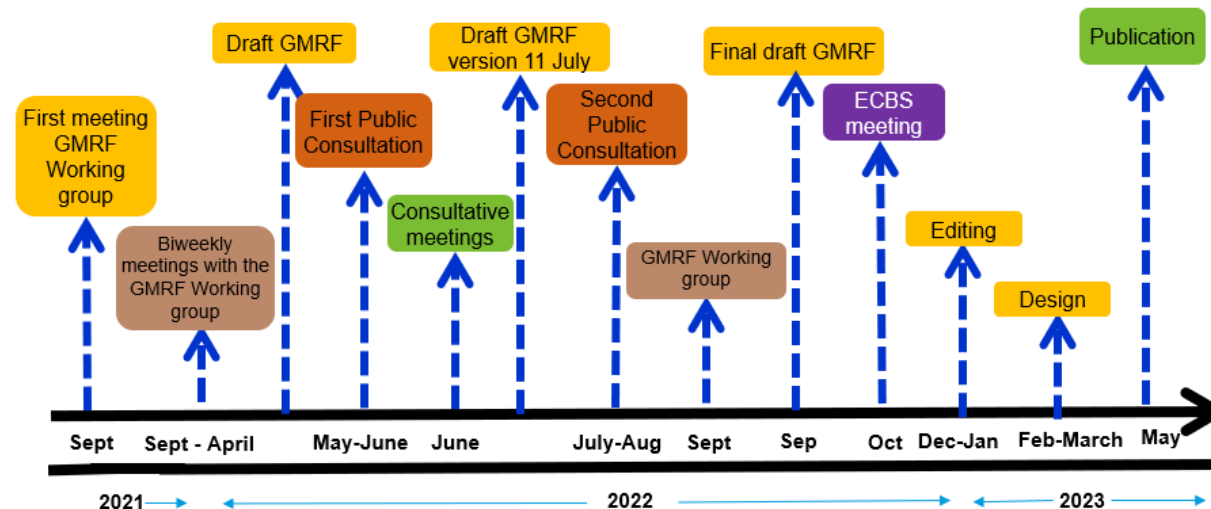 First meeting
GMRF
Working
group
Biweekly
meetings with the
GMRF Working
group
Draft GMRF
First Public
Consultation
Consultative
meetings
Draft GMRF
version 11 July
Second
Public
Consultation
GMRF Working
group
Final draft GMRF
ECBS
meeting
Editing
Design
Publication
Sept
Sept - April
May-June
June
July-Aug
Sept
Sep
Oct
Dec-Jan
Feb-March
May
2021
2022
2023